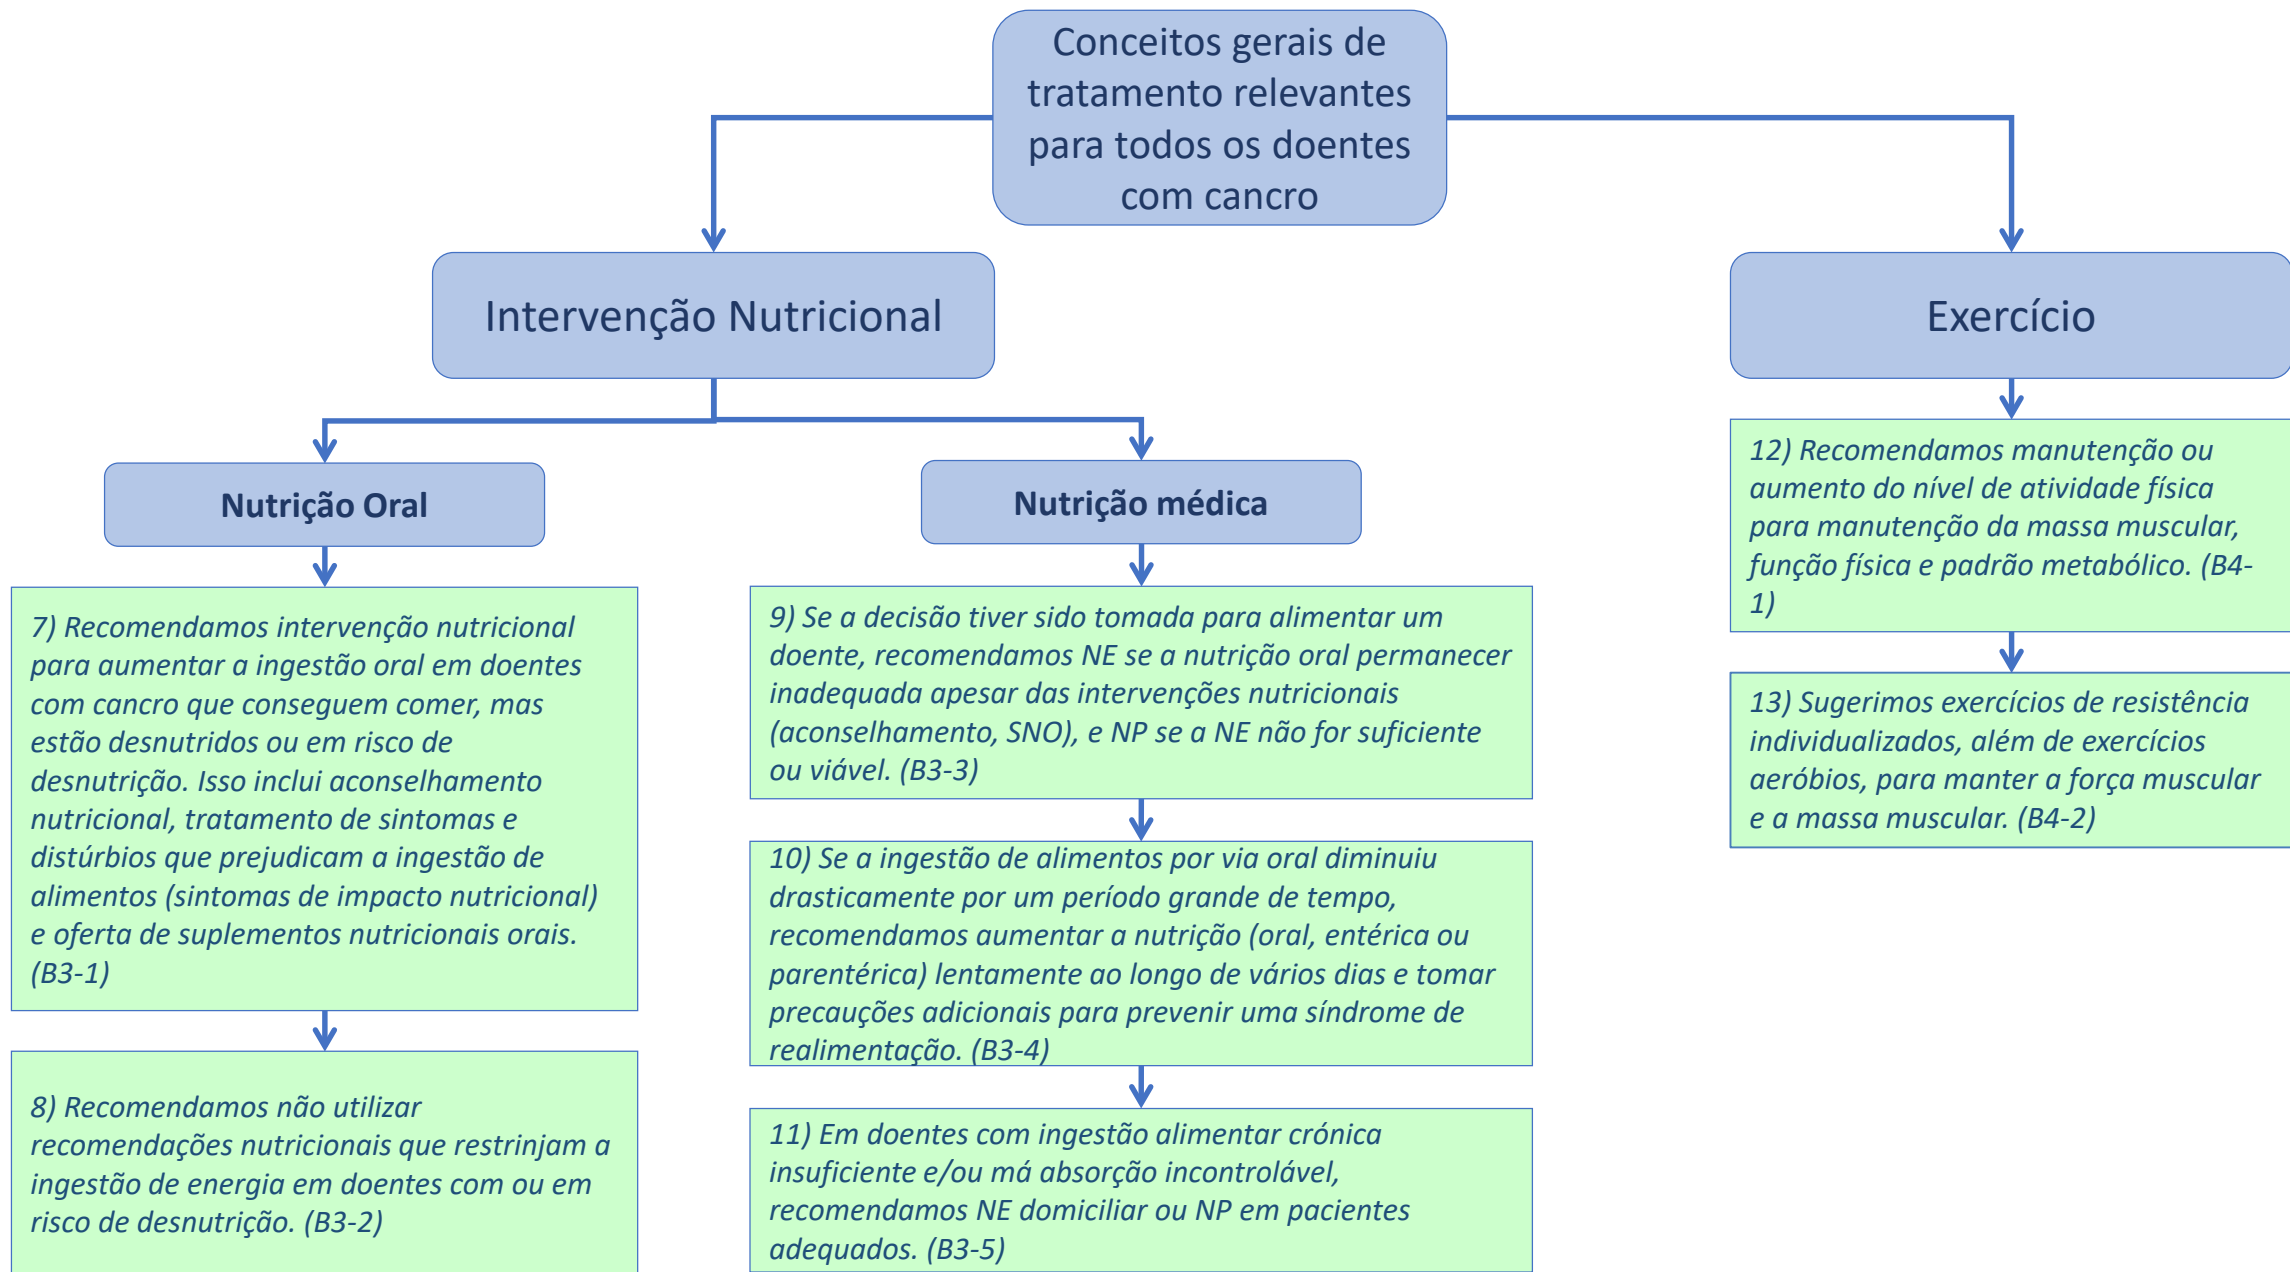 Conceitos gerais de
tratamento relevantes
para todos os doentes
com cancro
Intervenção Nutricional
Exercício
Nutrição Oral
Nutrição médica
7) Recomendamos intervenção nutricional
para aumentar a ingestão oral em doentes
com cancro que conseguem comer, mas
estão desnutridos ou em risco de
desnutrição. Isso inclui aconselhamento
nutricional, tratamento de sintomas e
distúrbios que prejudicam a ingestão de
alimentos (sintomas de impacto nutricional)
e oferta de suplementos nutricionais orais.
(B3-1)
8) Recomendamos não utilizar
recomendações nutricionais que restrinjam a
ingestão de energia em doentes com ou em
risco de desnutrição. (B3-2)
9) Se a decisão tiver sido tomada para alimentar um
doente, recomendamos NE se a nutrição oral permanecer
inadequada apesar das intervenções nutricionais
(aconselhamento, SNO), e NP se a NE não for suficiente
ou viável. (B3-3)
10) Se a ingestão de alimentos por via oral diminuiu
drasticamente por um período grande de tempo,
recomendamos aumentar a nutrição (oral, entérica ou
parentérica) lentamente ao longo de vários dias e tomar
precauções adicionais para prevenir uma síndrome de
realimentação. (B3-4)
11) Em doentes com ingestão alimentar crónica
insuficiente e/ou má absorção incontrolável,
recomendamos NE domiciliar ou NP em pacientes
adequados. (B3-5)
12) Recomendamos manutenção ou
aumento do nível de atividade física
para manutenção da massa muscular,
função física e padrão metabólico. (B4-
1)
13) Sugerimos exercícios de resistência
individualizados, além de exercícios
aeróbios, para manter a força muscular
e a massa muscular. (B4-2)